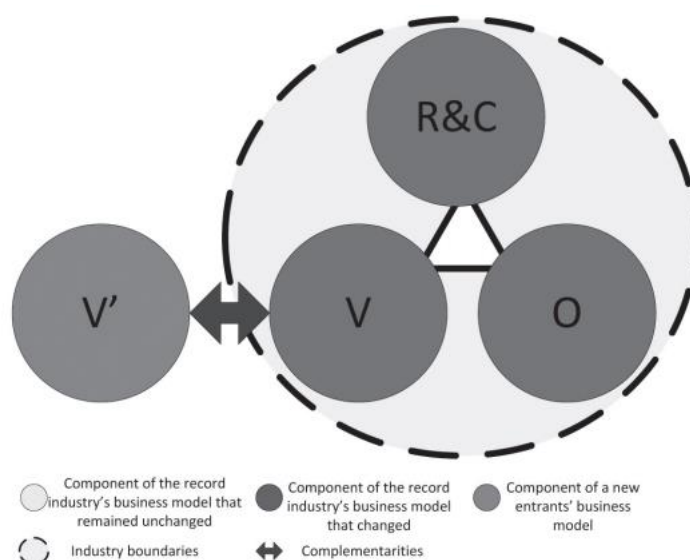 R&C
V’
V
O
Component of the record
industry’s business model that
remained unchanged
Component of the record
industry’s business model
that changed
Component of a new
entrants’ business
model
Industry boundaries
Complementarities